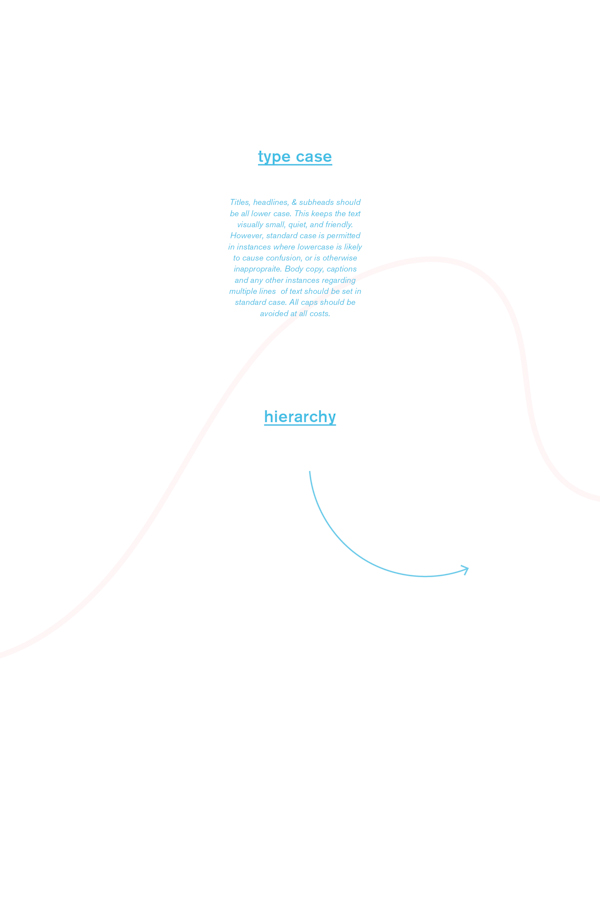 type case
Titles, headlines, & subheads should
be all lower case. This keeps the text
visually small, quiet, and friendly.
However, standard case is permitted
in instances where lowercase is likely
to cause confusion, or is otherwise
inappropraite. Body copy, captions
and any other instances regarding
multiple lines  of text should be set in
standard case. All caps should be
avoided at all costs.
hierarchy